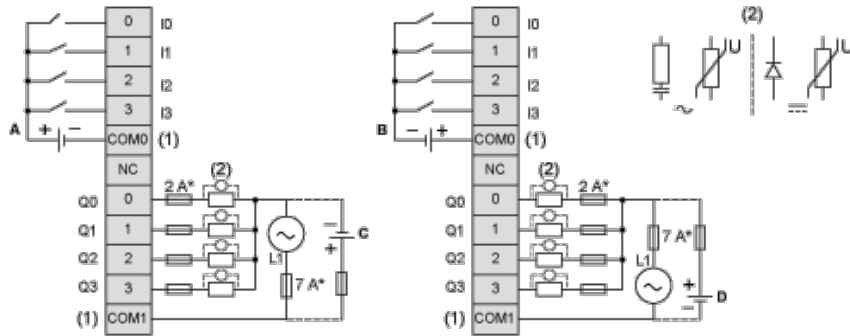 0 I0
1 I1
2 I2
3 I3
A + − COM0 (1)
NC
(2)
Q0 0 2 A*
Q1 1
Q2 2 L1 − + C
Q3 3 7 A*
(1) COM1
0 I0
1 I1
2 I2
3 I3
B − + COM0 (1)
NC
(2)
Q0 0 2 A*
Q1 1 7 A*
Q2 2 L1
Q3 3 + − D
(1) COM1
(2)
U U